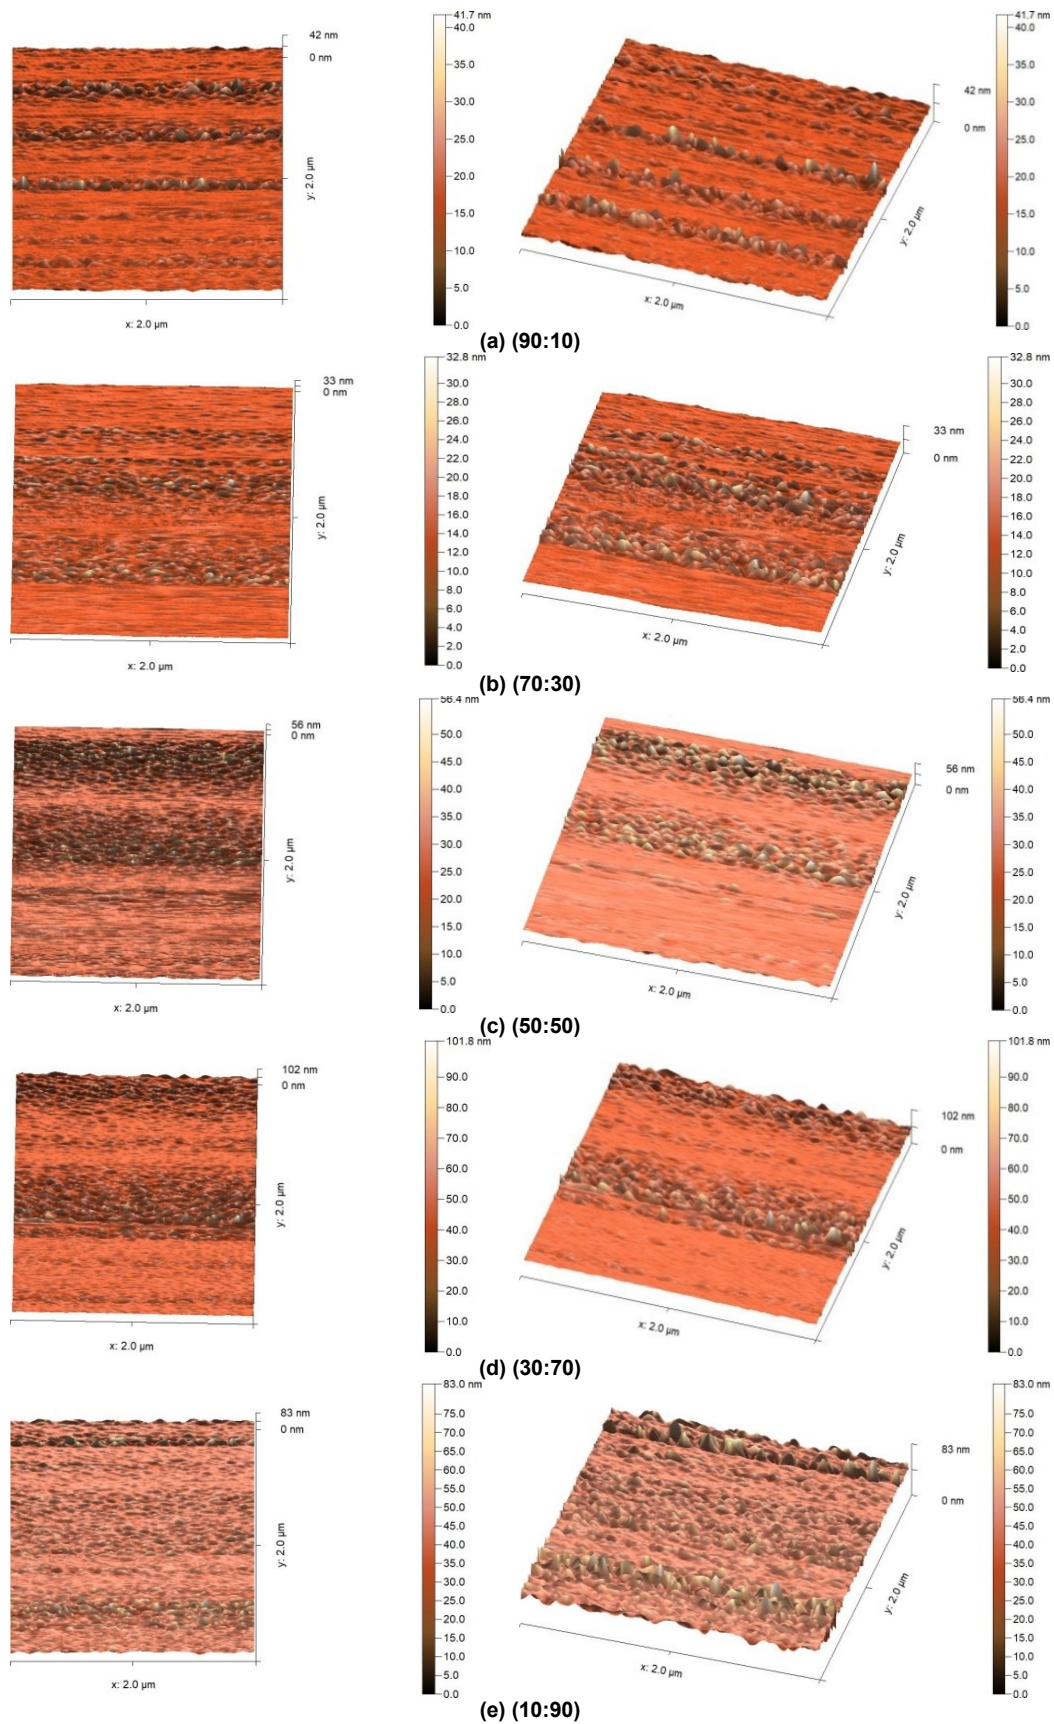 42 nm
0 nm
y: 2.0 µm
x: 2.0 µm
41.7 nm
40.0
35.0
30.0
25.0
20.0
15.0
10.0
5.0
0.0
42 nm
0 nm
y: 2.0 µm
x: 2.0 µm
41.7 nm
40.0
35.0
30.0
25.0
20.0
15.0
10.0
5.0
0.0
(a) (90:10)
33 nm
0 nm
y: 2.0 µm
x: 2.0 µm
32.8 nm
30.0
28.0
26.0
24.0
22.0
20.0
18.0
16.0
14.0
12.0
10.0
8.0
6.0
4.0
2.0
0.0
33 nm
0 nm
y: 2.0 µm
x: 2.0 µm
32.8 nm
30.0
28.0
26.0
24.0
22.0
20.0
18.0
16.0
14.0
12.0
10.0
8.0
6.0
4.0
2.0
0.0
(b) (70:30)
56 nm
0 nm
y: 2.0 µm
x: 2.0 µm
56.4 nm
50.0
45.0
40.0
35.0
30.0
25.0
20.0
15.0
10.0
5.0
0.0
56 nm
0 nm
y: 2.0 µm
x: 2.0 µm
56.4 nm
50.0
45.0
40.0
35.0
30.0
25.0
20.0
15.0
10.0
5.0
0.0
(c) (50:50)
102 nm
0 nm
y: 2.0 µm
x: 2.0 µm
101.8 nm
90.0
80.0
70.0
60.0
50.0
40.0
30.0
20.0
10.0
0.0
102 nm
0 nm
y: 2.0 µm
x: 2.0 µm
101.8 nm
90.0
80.0
70.0
60.0
50.0
40.0
30.0
20.0
10.0
0.0
(d) (30:70)
83 nm
0 nm
y: 2.0 µm
x: 2.0 µm
83.0 nm
75.0
70.0
65.0
60.0
55.0
50.0
45.0
40.0
35.0
30.0
25.0
20.0
15.0
10.0
5.0
0.0
83 nm
0 nm
y: 2.0 µm
x: 2.0 µm
83.0 nm
75.0
70.0
65.0
60.0
55.0
50.0
45.0
40.0
35.0
30.0
25.0
20.0
15.0
10.0
5.0
0.0
(e) (10:90)